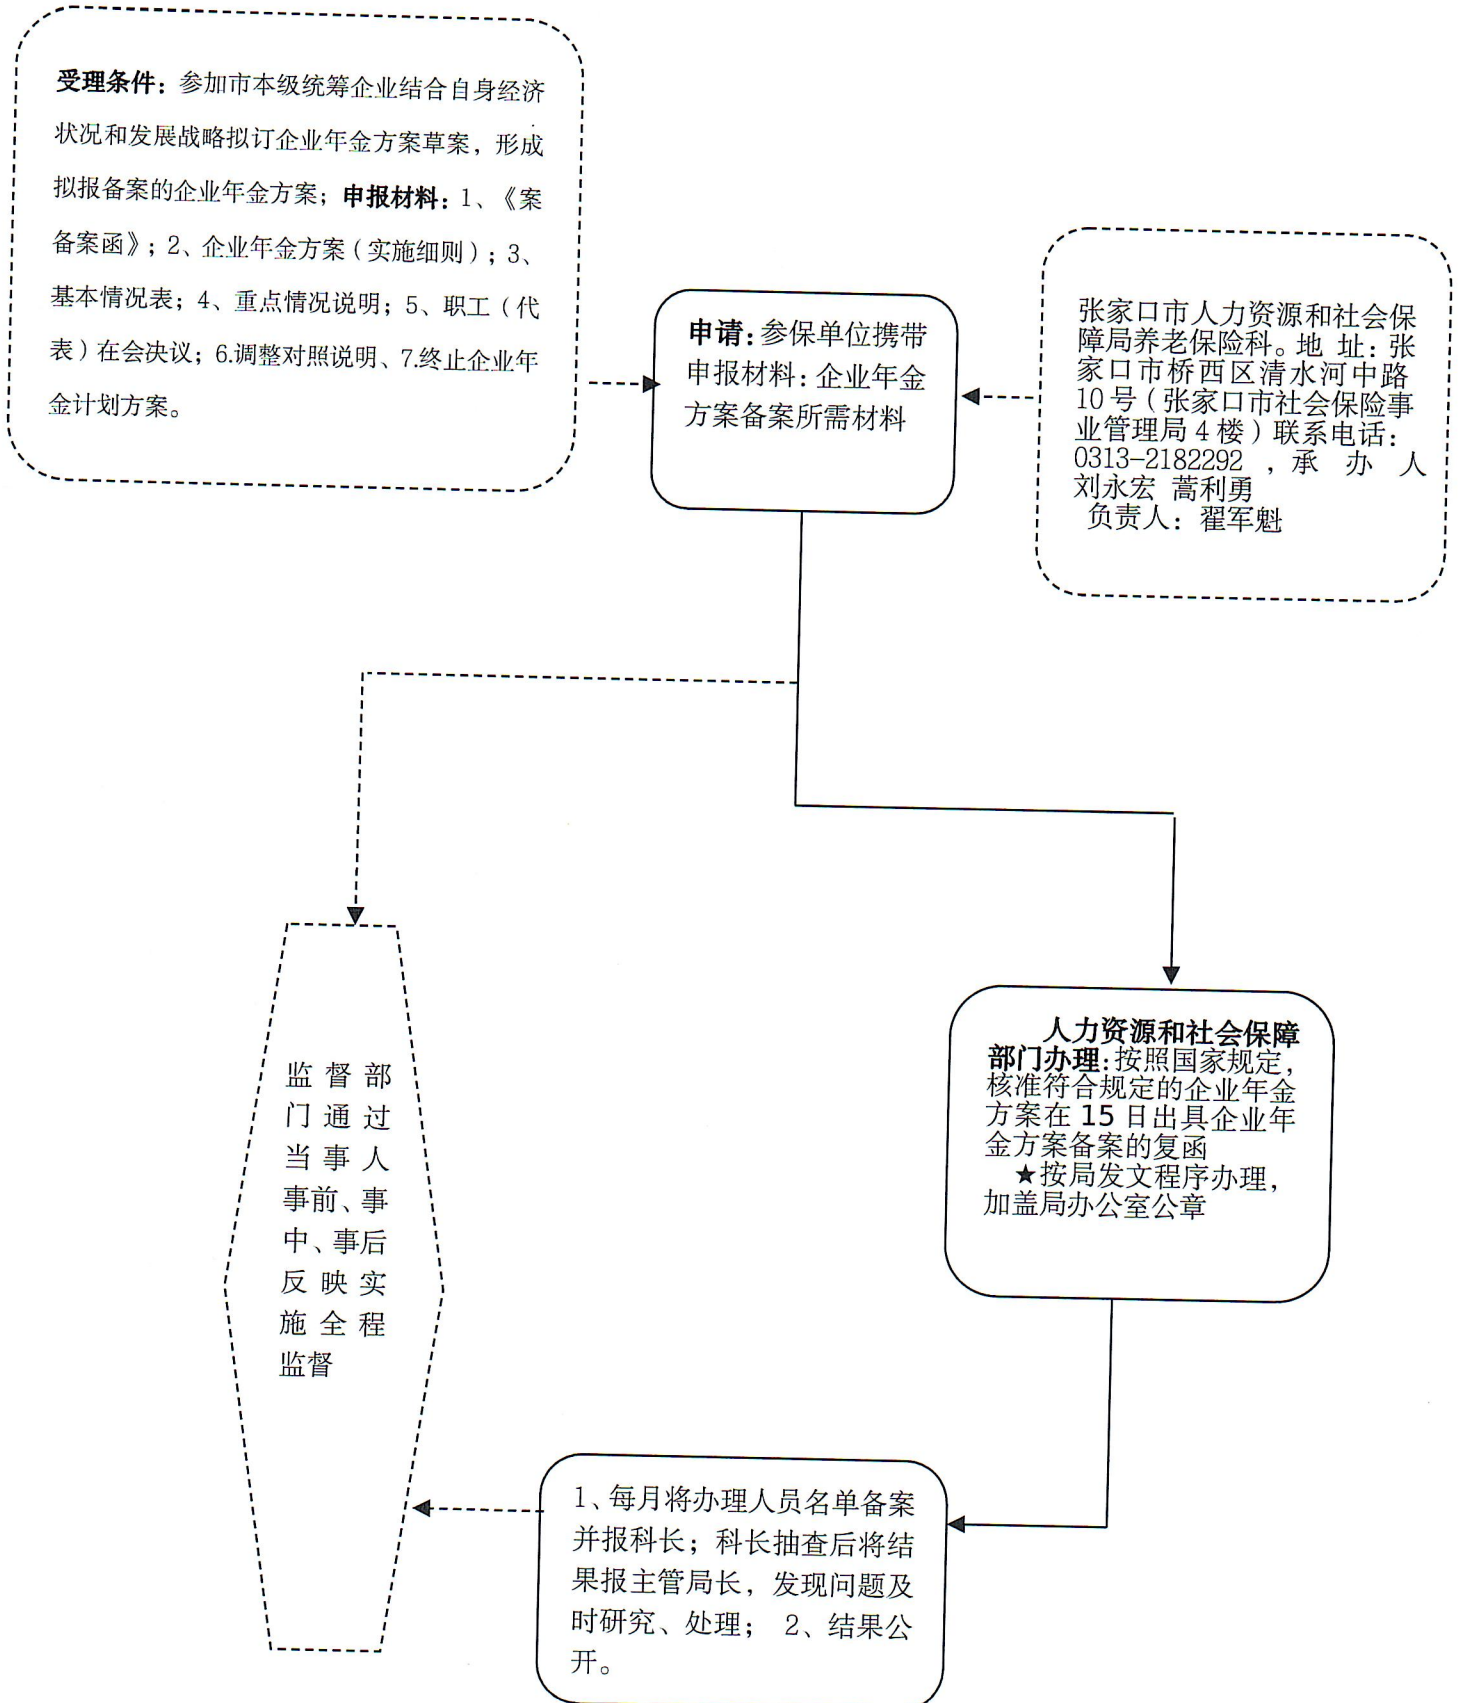 受理条件：参加市本级统筹企业结合自身经济
状况和发展战略拟订企业年金方案草案，形成
拟报备案的企业年金方案；申报材料：1、《案
备案函》；2、企业年金方案（实施细则）；3、
基本情况表；4、重点情况说明；5、职工（代
表）在会决议；6.调整对照说明、7.终止企业年
金计划方案。
申请：参保单位携带
申报材料：企业年金
方案备案所需材料
张家口市人力资源和社会保
障局养老保险科。地 址：张
家口市桥西区清水河中路
10号（张家口市社会保险事
业管理局4楼）联系电话：
0313-2182292 ，承 办 人
刘永宏 蒿利勇
负责人：翟军魁
监 督 部
门 通 过
当 事 人
事前、事
中、事后
反 映 实
施 全 程
监督
人力资源和社会保障
部门办理：按照国家规定，
核准符合规定的企业年金
方案在 15 日出具企业年
金方案备案的复函
★按局发文程序办理，
加盖局办公室公章
1、每月将办理人员名单备案
并报科长；科长抽查后将结
果报主管局长，发现问题及
时研究、处理； 2、结果公
开。